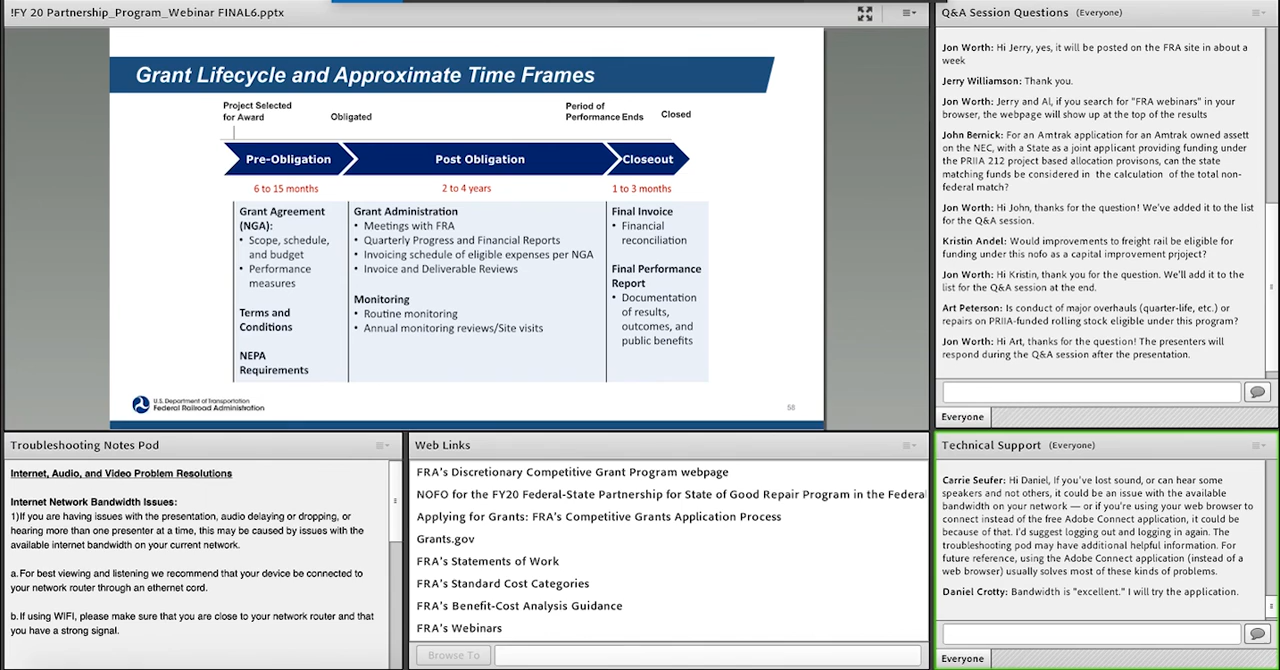 !FY 20 Partnership_Program_Webinar FINAL6.pptx
Grant Lifecycle and Approximate Time Frames
Project Selected
for Award
Obligated
Period of
Performance Ends
Closed
Pre-Obligation
Post Obligation
Closeout
6 to 15 months
2 to 4 years
1 to 3 months
Grant Agreement
(NGA):
• Scope, schedule,
and budget
• Performance
measures
Terms and
Conditions
NEPA
Requirements
Grant Administration
• Meetings with FRA
• Quarterly Progress and Financial Reports
• Invoicing schedule of eligible expenses per NGA
• Invoice and Deliverable Reviews
Monitoring
• Routine monitoring
• Annual monitoring reviews/Site visits
Final Invoice
• Financial
reconciliation
Final Performance
Report
• Documentation
of results,
outcomes, and
public benefits
U.S. Department of Transportation
Federal Railroad Administration
58
Q&A Session Questions (Everyone)
Jon Worth: Hi Jerry, yes, it will be posted on the FRA site in about a
week
Jerry Williamson: Thank you.
Jon Worth: Jerry and Al, if you search for "FRA webinars" in your
browser, the webpage will show up at the top of the results
John Bernick: For an Amtrak application for an Amtrak owned assett
on the NEC, with a State as a joint applicant providing funding under
the PRIIA 212 project based allocation provisons, can the state
matching funds be considered in the calculation of the total non-
federal match?
Jon Worth: Hi John, thanks for the question! We've added it to the list
for the Q&A session.
Kristin Andel: Would improvements to freight rail be eligible for
funding under this nofo as a capital improvement project?
Jon Worth: Hi Kristin, thank you for the question. We'll add it to the
list for the Q&A session at the end.
Art Peterson: Is conduct of major overhauls (quarter-life, etc.) or
repairs on PRIIA-funded rolling stock eligible under this program?
Jon Worth: Hi Art, thanks for the question! The presenters will
respond during the Q&A session after the presentation.
Everyone
Troubleshooting Notes Pod
Internet, Audio, and Video Problem Resolutions
Internet Network Bandwidth Issues:
1)If you are having issues with the presentation, audio delaying or dropping, or
hearing more than one presenter at a time, this may be caused by issues with the
available internet bandwidth on your current network.
a.For best viewing and listening we recommend that your device be connected to
your network router through an ethernet cord.
b.If using WIFI, please make sure that you are close to your network router and that
you have a strong signal.
Web Links
FRA's Discretionary Competitive Grant Program webpage
NOFO for the FY20 Federal-State Partnership for State of Good Repair Program in the Federal
Applying for Grants: FRA's Competitive Grants Application Process
Grants.gov
FRA's Statements of Work
FRA's Standard Cost Categories
FRA's Benefit-Cost Analysis Guidance
FRA's Webinars
Browse To
Technical Support (Everyone)
Carrie Seufer: Hi Daniel, If you've lost sound, or can hear some
speakers and not others, it could be an issue with the available
bandwidth on your network — or if you're using your web browser to
connect instead of the free Adobe Connect application, it could be
because of that. I'd suggest logging out and logging in again. The
troubleshooting pod may have additional helpful information. For
future reference, using the Adobe Connect application (instead of a
web browser) usually solves most of these kinds of problems.
Daniel Crotty: Bandwidth is "excellent." I will try the application.
Everyone